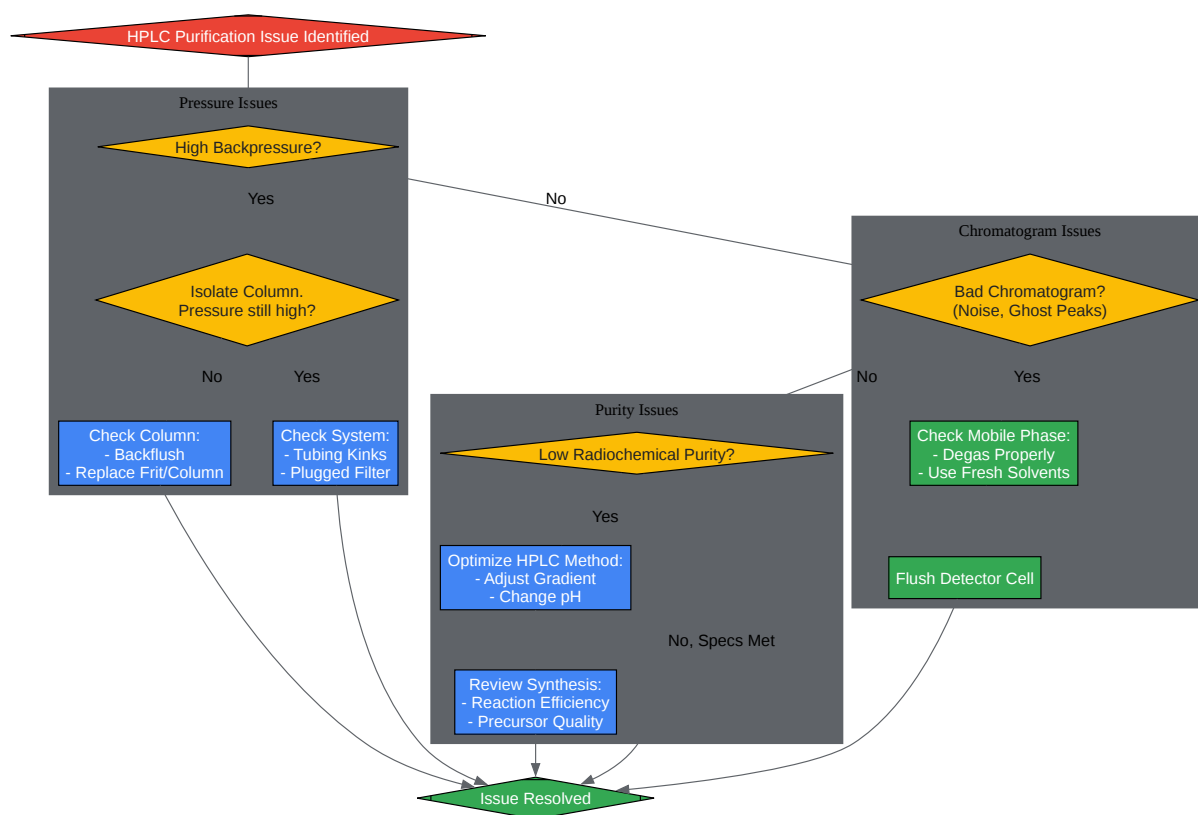 HPLC Purification Issue Identified
Pressure Issues
High Backpressure?
Yes
No
Isolate Column.
Pressure still high?
No
Yes
Check Column:
- Backflush
- Replace Frit/Column
Check System:
- Tubing Kinks
- Plugged Filter
Chromatogram Issues
Bad Chromatogram?
(Noise, Ghost Peaks)
No
Yes
Check Mobile Phase:
- Degas Properly
- Use Fresh Solvents
Flush Detector Cell
Purity Issues
Low Radiochemical Purity?
Yes
Optimize HPLC Method:
- Adjust Gradient
- Change pH
No, Specs Met
Review Synthesis:
- Reaction Efficiency
- Precursor Quality
Issue Resolved